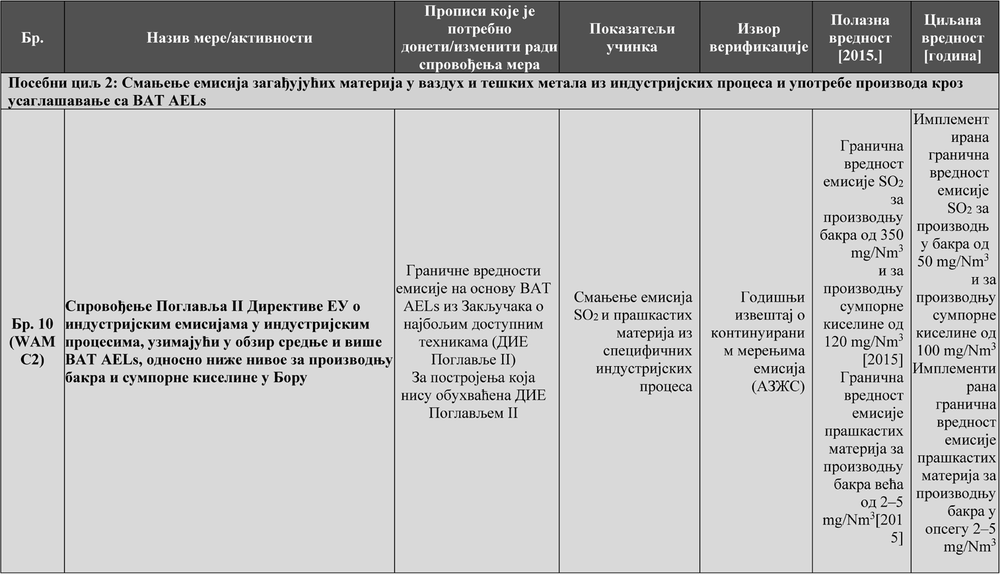 Бр.
Назив мере/активности
Прописи које је
потребно
донети/изменити ради
спровођења мера
Показатељи
учинка
Извор
верификације
Полазна
вредност
[2015.]
Циљана
вредност
[година]
Посебни циљ 2: Смањење емисија загађујућих материја у ваздух и тешких метала из индустријских процеса и употребе производа кроз
усаглашавање са BAT AELs
Бр. 10
(WAM
C2)
Спровођење Поглавља II Директиве ЕУ о
индустријским емисијама у индустријским
процесима, узимајући у обзир средње и више
BAT AELs, односно ниже нивое за производњу
бакра и сумпорне киселине у Бору
Граничне вредности
емисије на основу BAT
AELs из Закључака о
најбољим доступним
техникама (ДИЕ
Поглавље II)
За постројења која
нису обухваћена ДИЕ
Поглављем II
Смањење емисија
SO2 и прашкастих
материја из
специфичних
индустријских
процеса
Годишњи
извештај о
континуирани
м мерењима
емисија
(АЗЖС)
Гранична
вредност
емисије SO2
за
производњу
бакра од 350
mg/Nm3
и за
производњу
сумпорне
киселине од
120 mg/Nm3
[2015]
Гранична
вредност
емисије
прашкастих
материја за
производњу
бакра већа
од 2–5
mg/Nm3[201
5]
Имплемент
ирана
гранична
вредност
емисије
SO2 за
производњ
у бакра од
50 mg/Nm3
и за
производњу
сумпорне
киселине од
100 mg/Nm3
Имплементи
рана
гранична
вредност
емисије
прашкастих
материја за
производњу
бакра у
опсегу 2–5
mg/Nm3